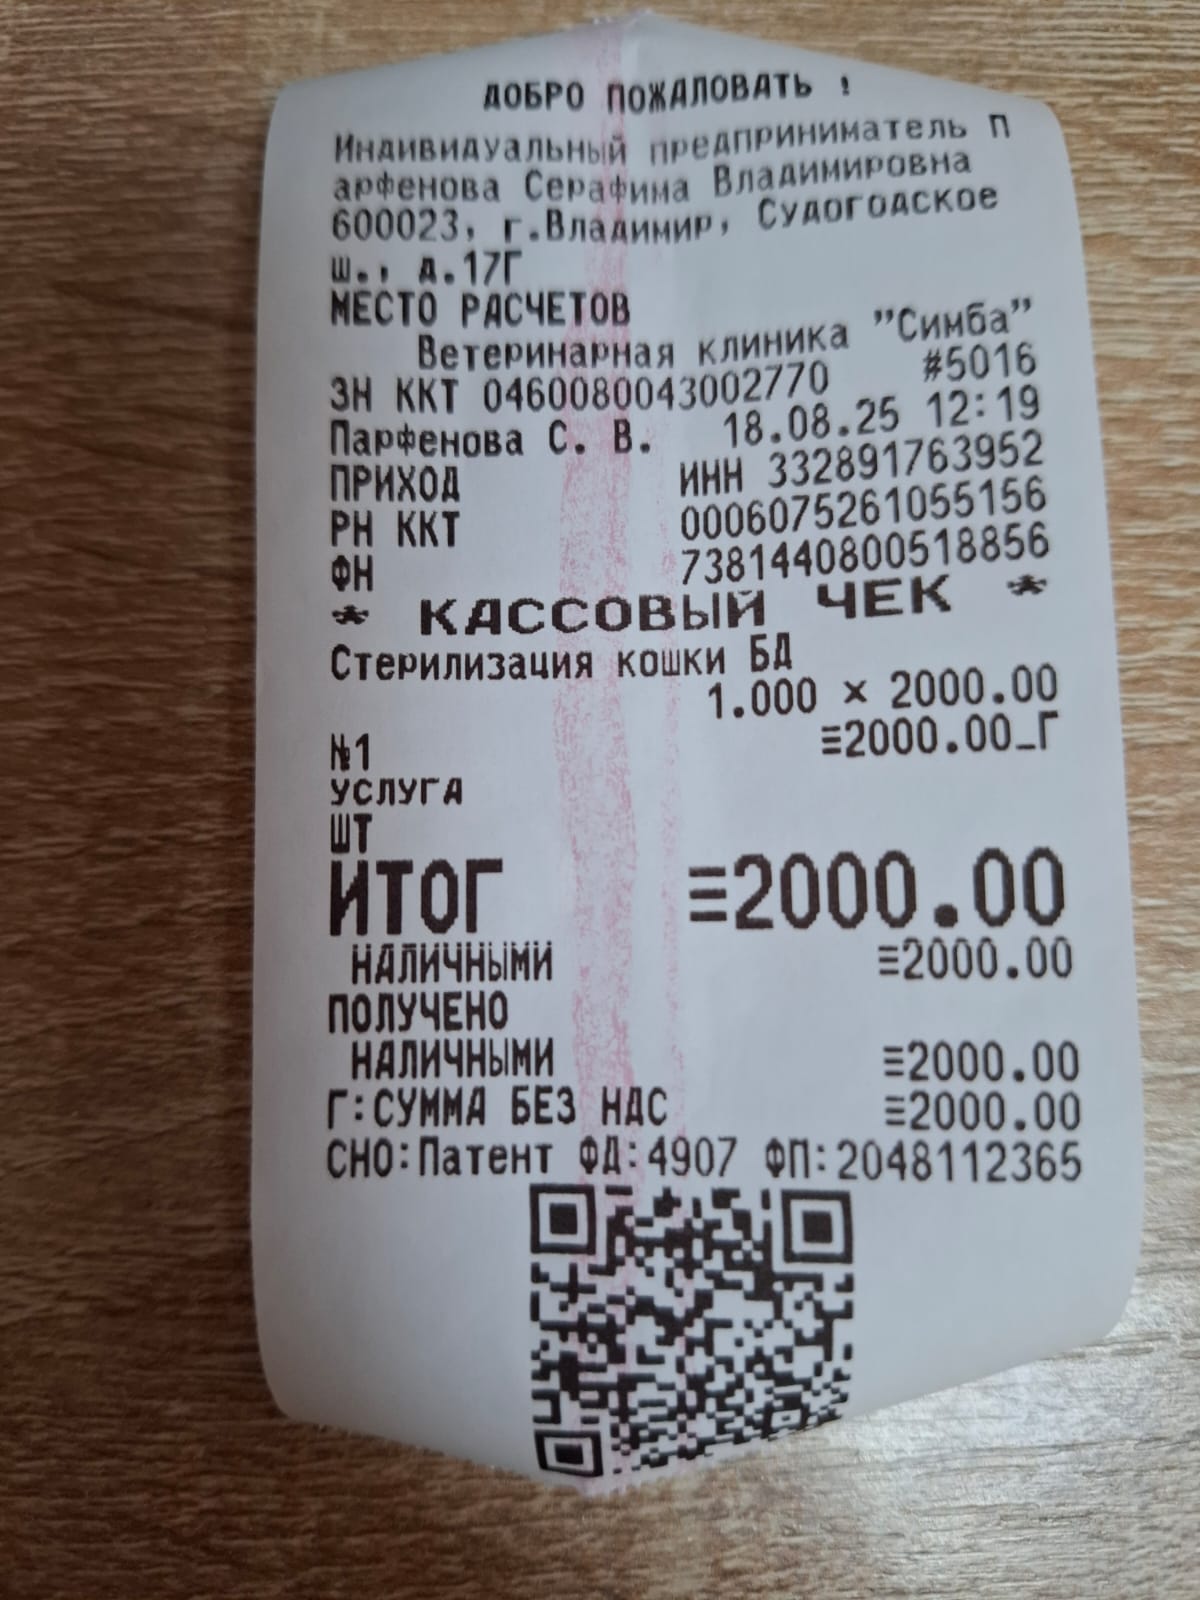 ДОБРО ПОЖАЛОВАТЬ !
Индивидуальный предприниматель П
арфенова Серафима Владимировна
600023, г.Владимир, Судогодское
ш., д.17Г
МЕСТО РАСЧЕТОВ
Ветеринарная клиника "Симба"
ЗН ККТ 0460080043002770 #5016
Парфенова С. В. 18.08.25 12:19
ПРИХОД ИНН 332891763952
РН ККТ 0006075261055156
ФН 7381440800518856
* КАССОВЫЙ ЧЕК *
Стерилизация кошки БД
1.000 × 2000.00
№1 ≡2000.00_Г
УСЛУГА
ШТ
ИТОГ ≡2000.00
НАЛИЧНЫМИ ≡2000.00
ПОЛУЧЕНО
НАЛИЧНЫМИ ≡2000.00
Г:СУММА БЕЗ НДС ≡2000.00
СНО:Патент ФД:4907 ФП:2048112365